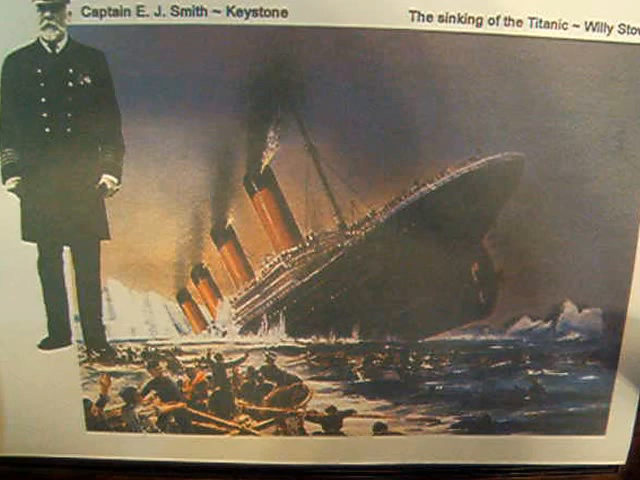 Captain E. J. Smith ~ Keystone
The sinking of the Titanic ~ Willy